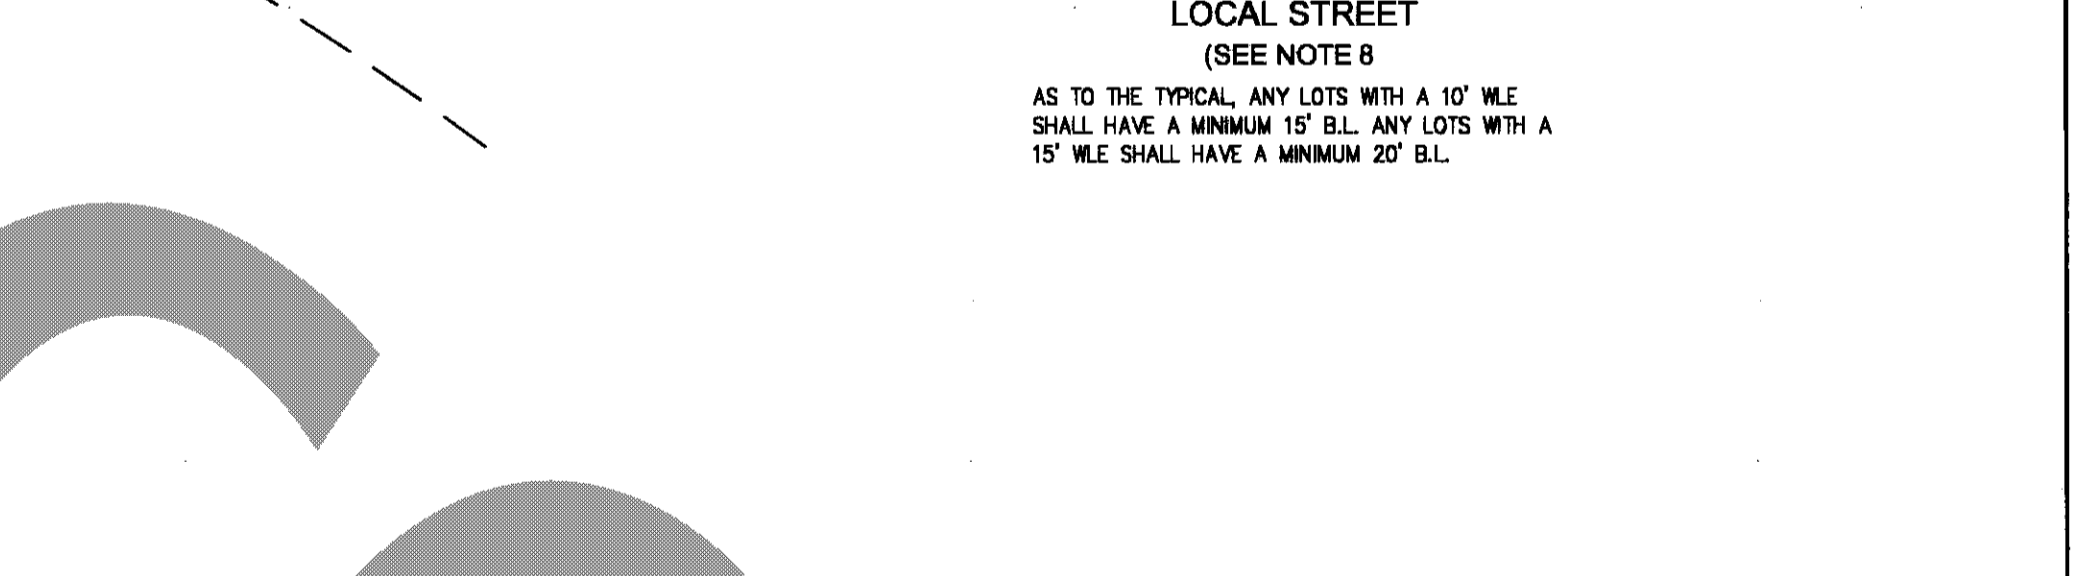 LOCAL STREET
(SEE NOTE 8
AS TO THE TYPICAL, ANY LOTS WITH A 10' WLE
SHALL HAVE A MINIMUM 15' B.L. ANY LOTS WITH A
15' WLE SHALL HAVE A MINIMUM 20' B.L.